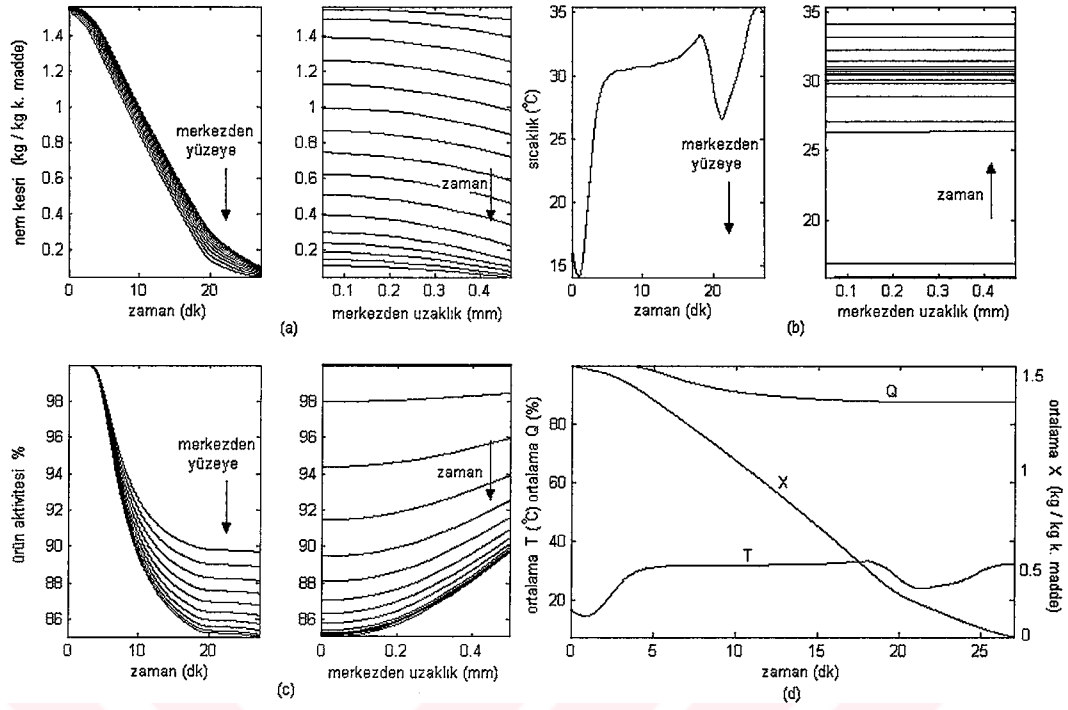 nem kesri (kg / kg k. madde)
1.4
1.2
1
0.8
0.6
0.4
0.2
merkezden
yüzeye
0
10
20
zaman (dk)
1.4
1.2
1
0.8
0.6
0.4
0.2
zaman
0.1
0.2
0.3
0.4
merkezden uzaklık (mm)
(a)
sıcaklık (°C)
35
30
25
20
15
14
merkezden
yüzeye
0
10
20
zaman (dk)
35
30
25
20
zaman
0.1
0.2
0.3
0.4
merkezden uzaklık (mm)
(b)
ürün aktivitesi %
98
96
94
92
90
88
86
merkezden
yüzeye
0
10
20
zaman (dk)
98
96
94
92
90
88
86
zaman
0
0.1
0.2
0.3
0.4
merkezden uzaklık (mm)
(c)
ortalama T (°C) ortalama Q (%)
80
60
40
20
Q
X
T
0
5
10
15
20
25
zaman (dk)
1.5
1
0.5
0
ortalama X (kg / kg k. madde)
(d)